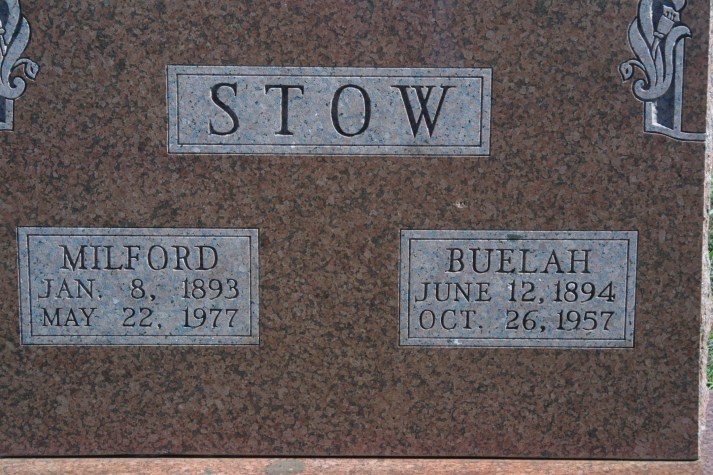 STOW
MILFORD
JAN. 8, 1893
MAY 22, 1977
BUELAH
JUNE 12, 1894
OCT. 26, 1957